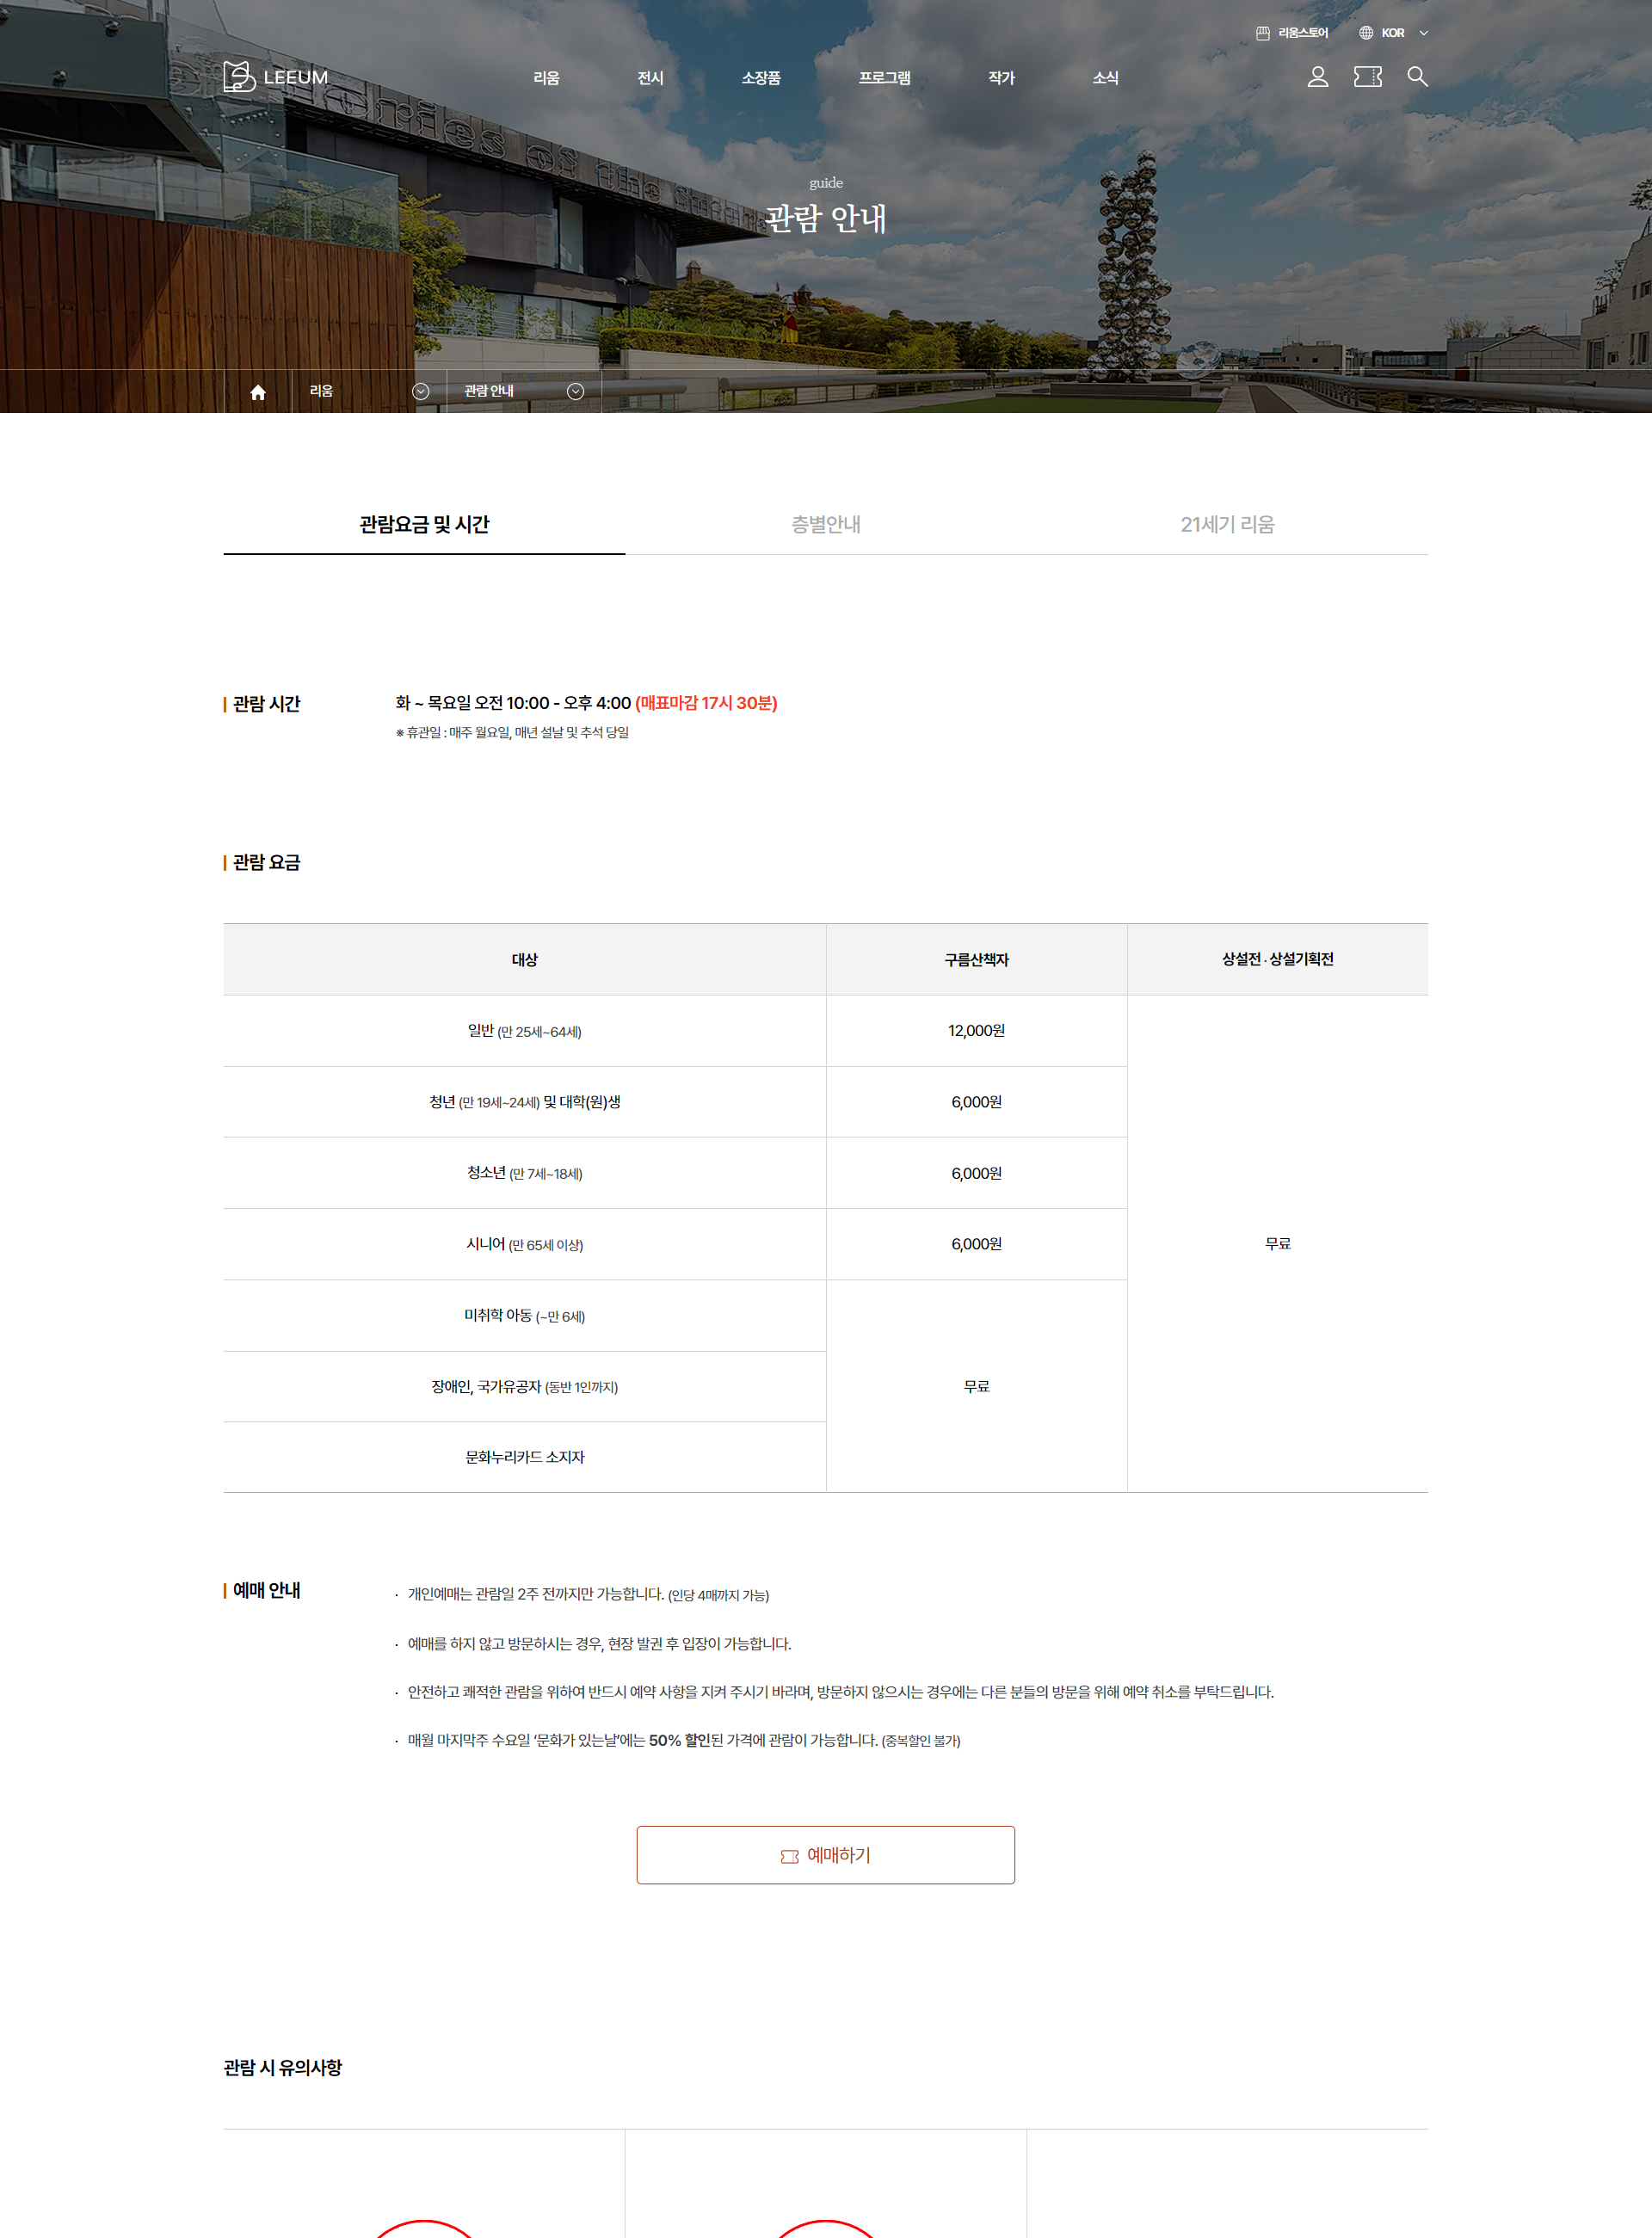 리움스토어
KOR
LEEUM
리움
전시
소장품
프로그램
작가
소식
guide
관람 안내
리움
관람 안내
관람요금 및 시간
층별안내
21세기 리움
관람 시간
화 ~ 목요일 오전 10:00 - 오후 4:00 (매표마감 17시 30분)
※ 휴관일 : 매주 월요일, 매년 설날 및 추석 당일
관람 요금
대상
구름산책자
상설전 · 상설기획전
일반 (만 25세~64세)
12,000원
청년 (만 19세~24세) 및 대학(원)생
6,000원
청소년 (만 7세~18세)
6,000원
시니어 (만 65세 이상)
6,000원
무료
미취학 아동 (~만 6세)
장애인, 국가유공자 (동반 1인까지)
무료
문화누리카드 소지자
예매 안내
· 개인예매는 관람일 2주 전까지만 가능합니다. (인당 4매까지 가능)
· 예매를 하지 않고 방문하시는 경우, 현장 발권 후 입장이 가능합니다.
· 안전하고 쾌적한 관람을 위하여 반드시 예약 사항을 지켜 주시기 바라며, 방문하지 않으시는 경우에는 다른 분들의 방문을 위해 예약 취소를 부탁드립니다.
· 매월 마지막주 수요일 ‘문화가 있는날’에는 50% 할인된 가격에 관람이 가능합니다. (중복할인 불가)
예매하기
관람 시 유의사항